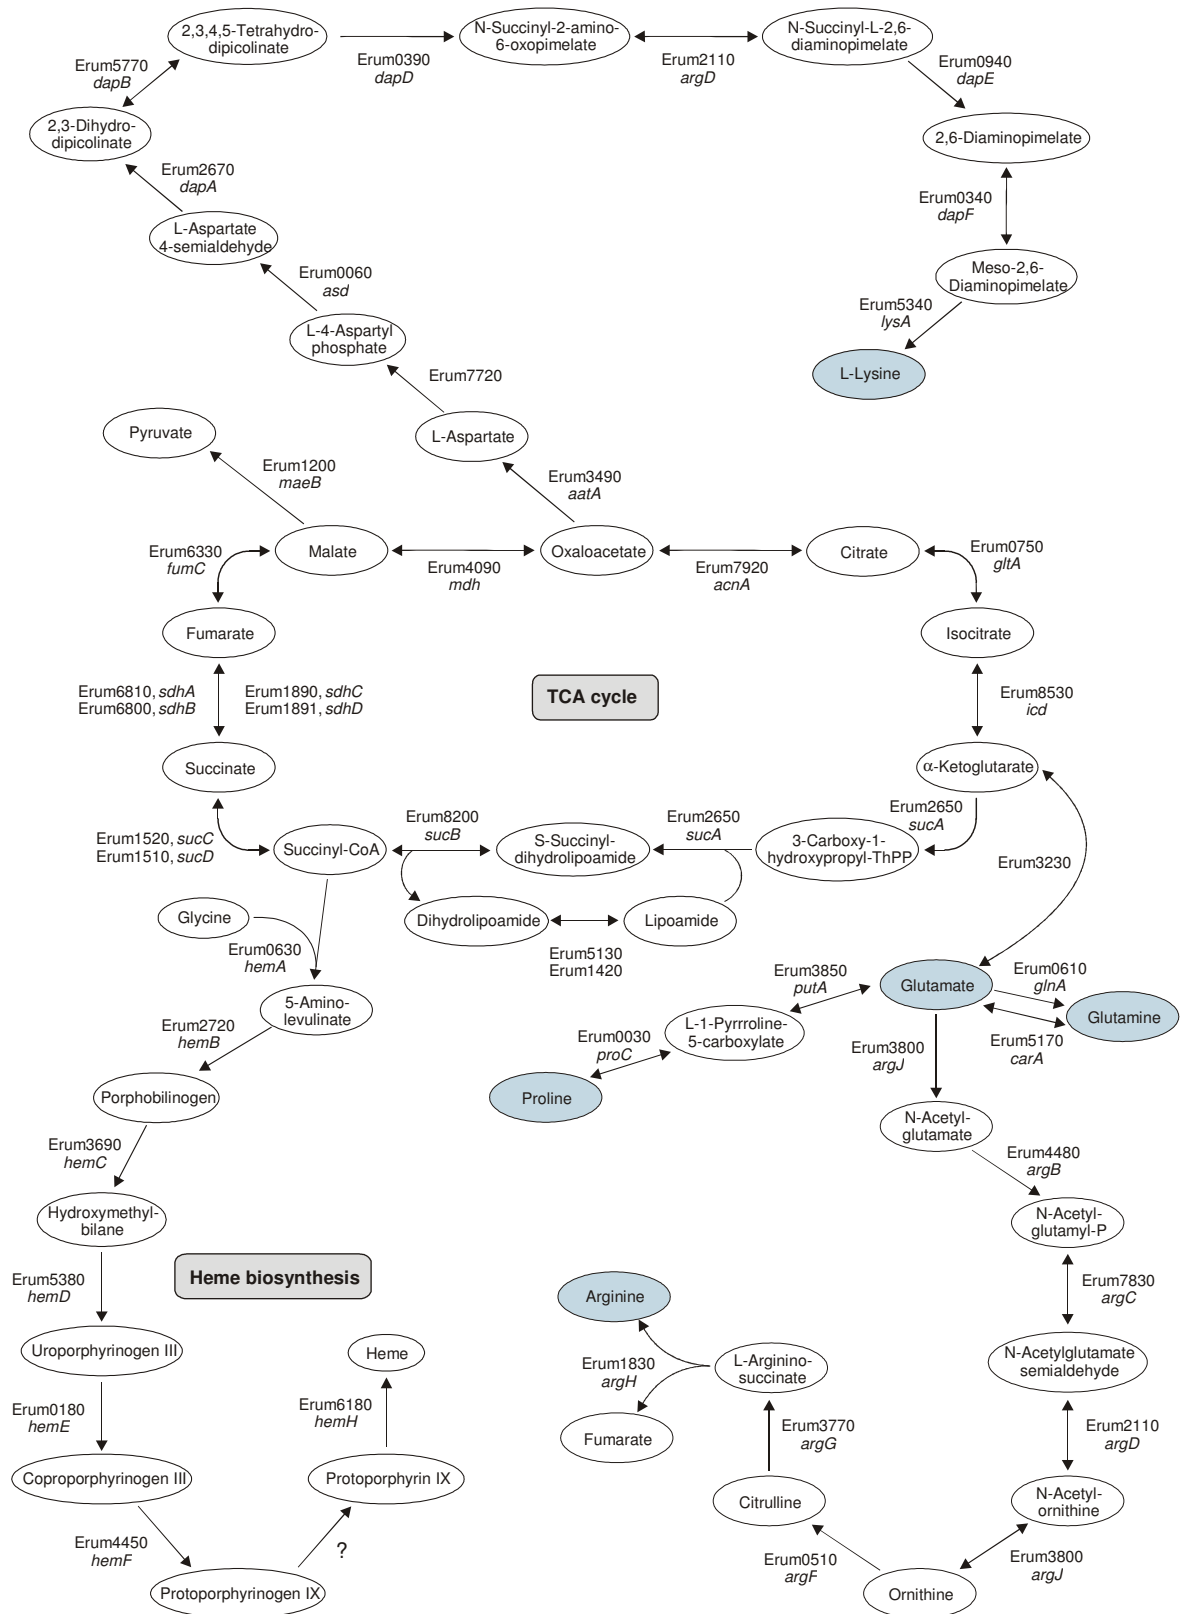 2,3,4,5-Tetrahydro-
dipicolinate
Erum0390
dapD
N-Succinyl-2-amino-
6-oxopimelate
Erum2110
argD
N-Succinyl-L-2,6-
diaminopimelate
Erum0940
dapE
Erum5770
dapB
2,3-Dihydro-
dipicolinate
2,6-Diaminopimelate
Erum2670
dapA
Erum0340
dapF
L-Aspartate
4-semialdehyde
Meso-2,6-
Diaminopimelate
Erum0060
asd
Erum5340
lysA
L-4-Aspartyl
phosphate
L-Lysine
Erum7720
L-Aspartate
Pyruvate
Erum1200
maeB
Erum3490
aatA
Erum6330
fumC
Malate
Erum4090
mdh
Oxaloacetate
Erum7920
acnA
Citrate
Erum0750
gltA
Fumarate
Isocitrate
Erum6810, sdhA
Erum6800, sdhB
Erum1890, sdhC
Erum1891, sdhD
TCA cycle
Erum8530
icd
Succinate
α-Ketoglutarate
Erum1520, sucC
Erum1510, sucD
Succinyl-CoA
Erum8200
sucB
S-Succinyl-
dihydrolipoamide
Erum2650
sucA
3-Carboxy-1-
hydroxypropyl-ThPP
Erum2650
sucA
Erum3230
Glycine
Dihydrolipoamide
Lipoamide
Erum5130
Erum1420
Erum0630
hemA
5-Amino-
levulinate
Erum3850
putA
Glutamate
Erum0610
glnA
Glutamine
Erum5170
carA
L-1-Pyrrroline-
5-carboxylate
Erum0030
proC
Proline
Erum3800
argJ
Erum2720
hemB
Porphobilinogen
N-Acetyl-
glutamate
Erum3690
hemC
Erum4480
argB
Hydroxymethyl-
bilane
N-Acetyl-
glutamyl-P
Heme biosynthesis
Erum5380
hemD
Arginine
Erum7830
argC
Uroporphyrinogen III
Heme
Erum1830
argH
L-Arginino-
succinate
N-Acetylglutamate
semialdehyde
Erum0180
hemE
Erum6180
hemH
Fumarate
Erum3770
argG
Erum2110
argD
Coproporphyrinogen III
Protoporphyrin IX
Citrulline
N-Acetyl-
ornithine
Erum4450
hemF
?
Erum0510
argF
Erum3800
argJ
Protoporphyrinogen IX
Ornithine